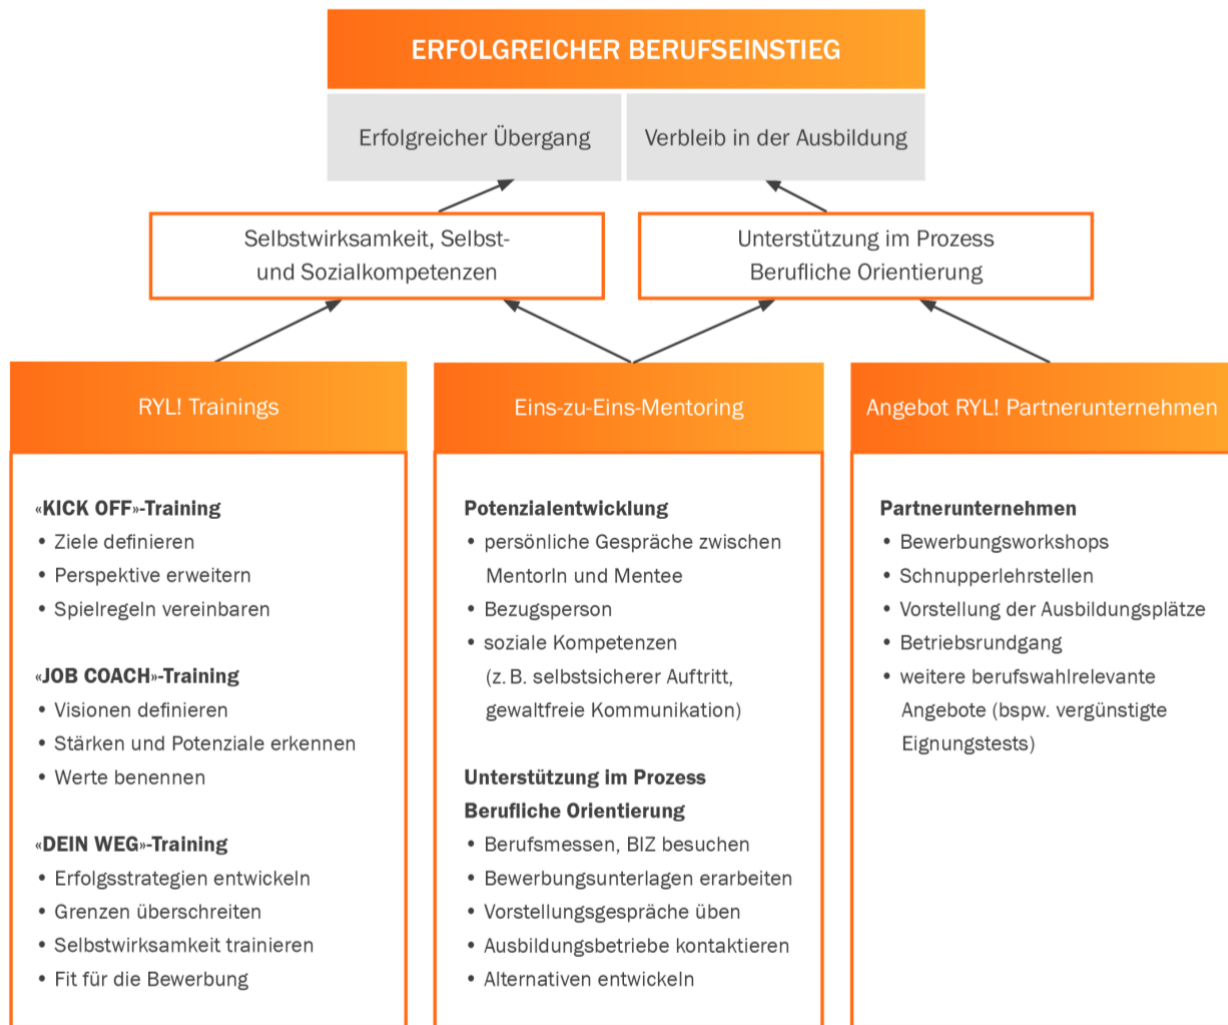 ERFOLGREICHER BERUFSEINSTIEG
Erfolgreicher Übergang
Verbleib in der Ausbildung
Selbstwirksamkeit, Selbst-
und Sozialkompetenzen
Unterstützung im Prozess
Berufliche Orientierung
RYL! Trainings
«KICK OFF»-Training
• Ziele definieren
• Perspektive erweitern
• Spielregeln vereinbaren
«JOB COACH»-Training
• Visionen definieren
• Stärken und Potenziale erkennen
• Werte benennen
«DEIN WEG»-Training
• Erfolgsstrategien entwickeln
• Grenzen überschreiten
• Selbstwirksamkeit trainieren
• Fit für die Bewerbung
Eins-zu-Eins-Mentoring
Potenzialentwicklung
• persönliche Gespräche zwischen
MentorIn und Mentee
• Bezugsperson
• soziale Kompetenzen
(z. B. selbstsicherer Auftritt,
gewaltfreie Kommunikation)
Unterstützung im Prozess
Berufliche Orientierung
• Berufsmessen, BIZ besuchen
• Bewerbungsunterlagen erarbeiten
• Vorstellungsgespräche üben
• Ausbildungsbetriebe kontaktieren
• Alternativen entwickeln
Angebot RYL! Partnerunternehmen
Partnerunternehmen
• Bewerbungsworkshops
• Schnupperlehrstellen
• Vorstellung der Ausbildungsplätze
• Betriebsrundgang
• weitere berufswahlrelevante
Angebote (bspw. vergünstigte
Eignungstests)